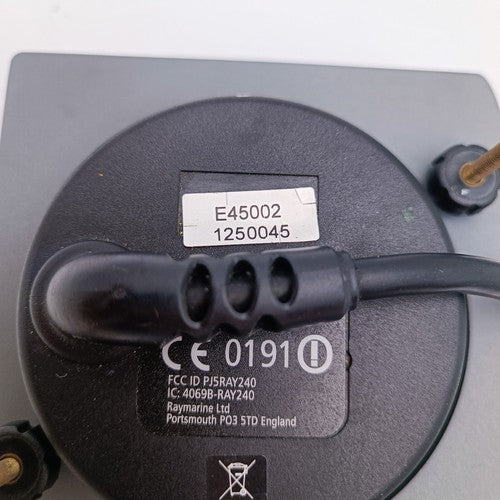 E45002
1250045
CE 0191
FCC ID PJ5RAY240
IC: 4069B-RAY240
Raymarine Ltd
Portsmouth PO3 5TD England